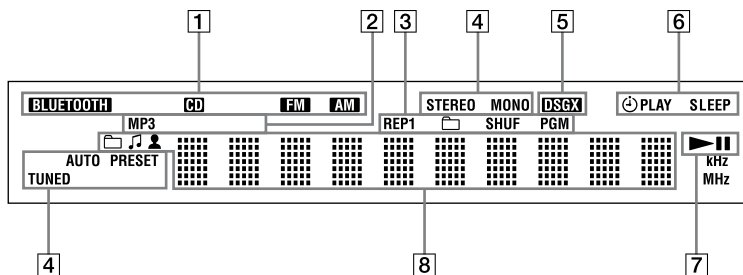 1 2 3 4 5 6
BLUETOOTH CD FM AM STEREO MONO DSGX PLAY SLEEP
MP3 REP1 SHUF PGM
AUTO PRESET kHz
TUNED MHz
4 8 7